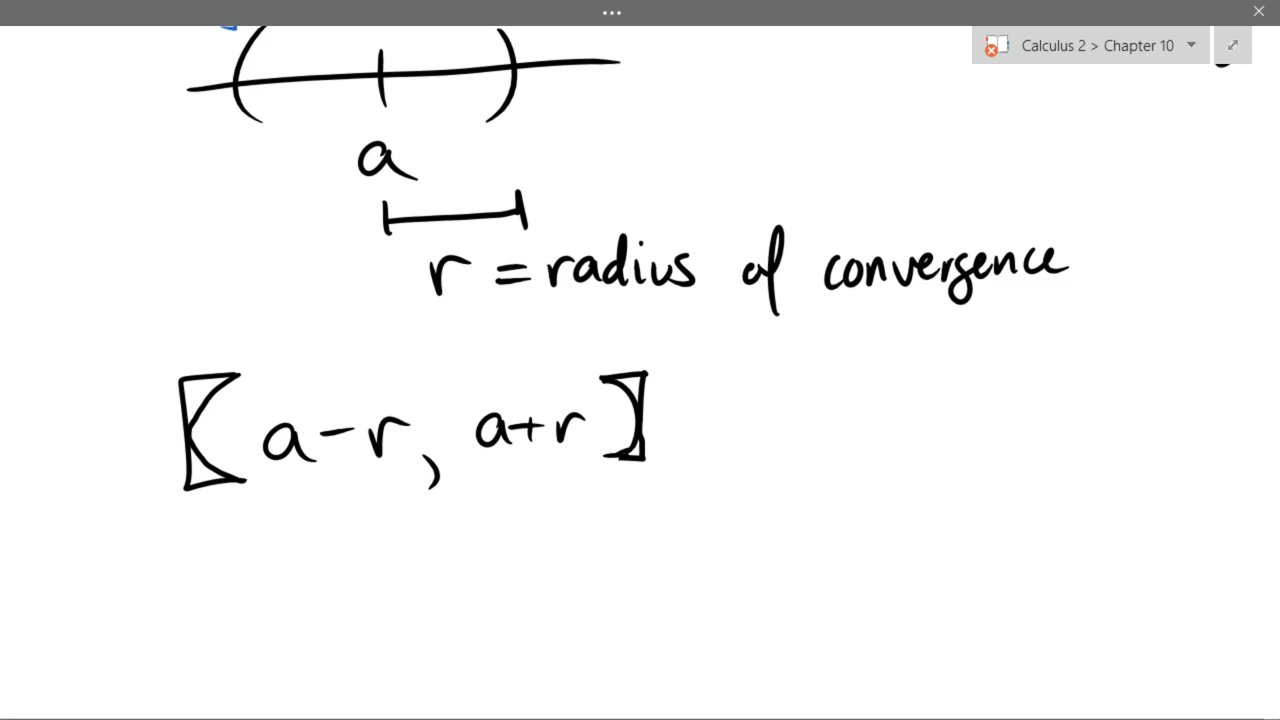 Calculus 2 > Chapter 10
a
r = radius of convergence
[( a-r, a+r )]